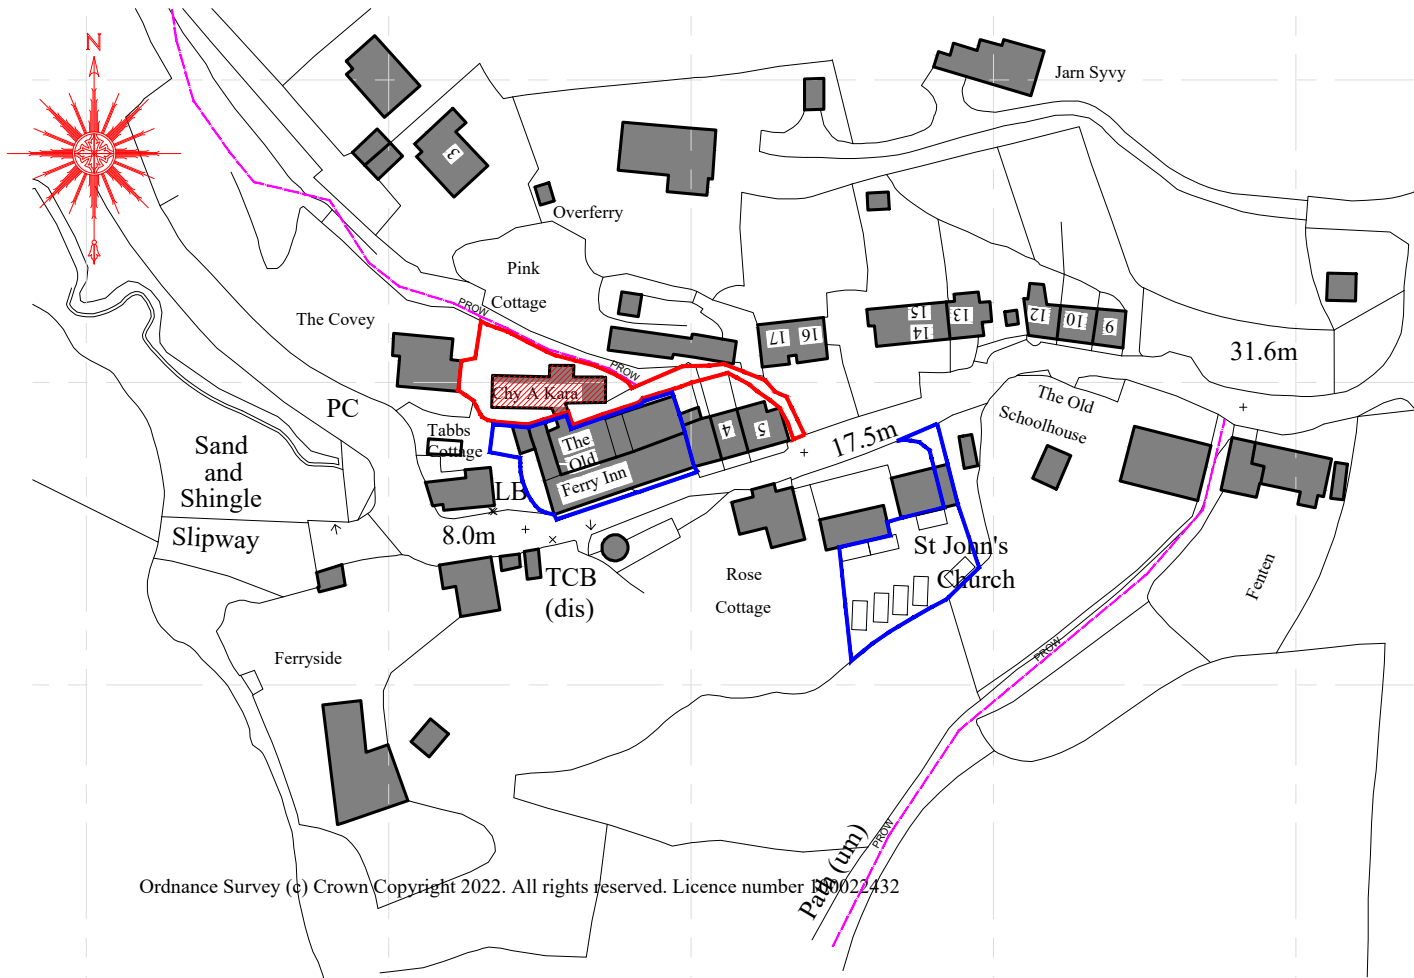 N
Jarn Syvy
3
Overferry
Pink
Cottage
PROW
The Covey
17
16
15
14
13
12
10
9
31.6m
PROW
Chy A Kara
PC
The Old
Schoolhouse
Tabbs
Cottage
The
Old
Ferry Inn
4
5
17.5m
Sand
and
Shingle
LB
Slipway
8.0m
TCB
(dis)
St John's
Church
Rose
Cottage
Fenten
PROW
Ferryside
PROW
Path (um)
Ordnance Survey (c) Crown Copyright 2022. All rights reserved. Licence number 100022432